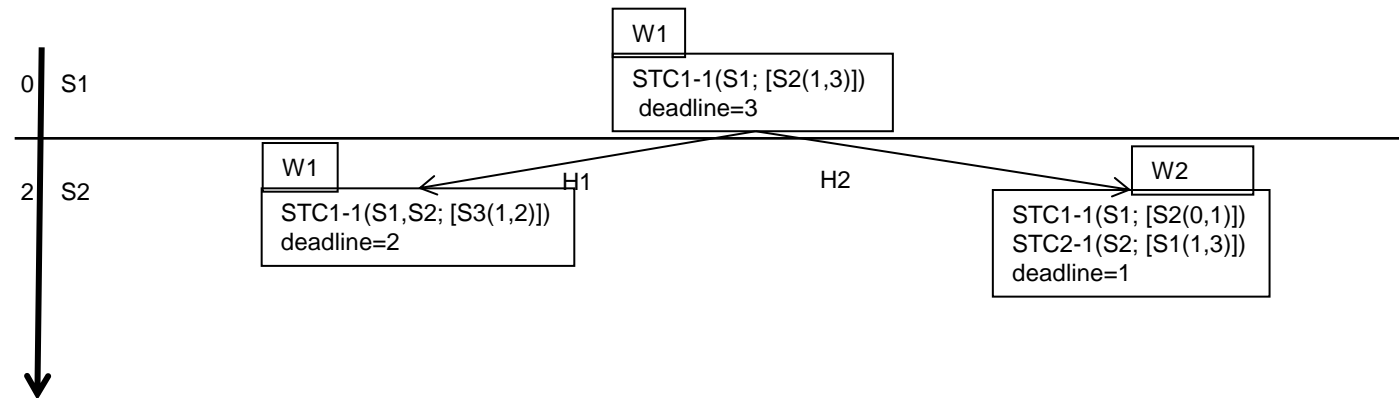 W1
STC1-1(S1; [S2(1,3)])
deadline=3
0 S1
W1
H1
H2
W2
2 S2
STC1-1(S1,S2; [S3(1,2)])
deadline=2
STC1-1(S1; [S2(0,1)])
STC2-1(S2; [S1(1,3)])
deadline=1